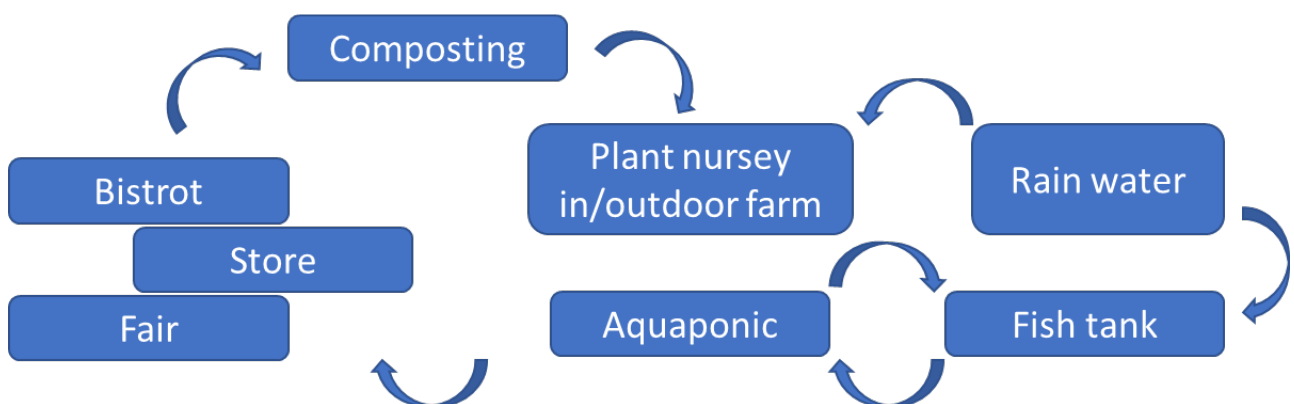 Composting
Plant nursey
in/outdoor farm
Rain water
Bistrot
Store
Fair
Aquaponic
Fish tank